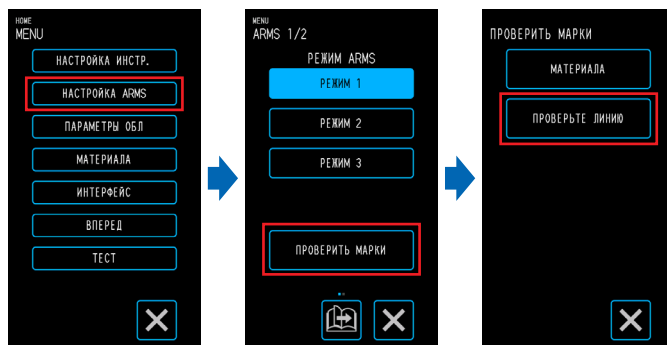 HOME
MENU
НАСТРОЙКА ИНСТР.
НАСТРОЙКА ARMS
ПАРАМЕТРЫ ОБЛ
МАТЕРИАЛА
ИНТЕРФЕЙС
ВПЕРЕД
ТЕСТ
MENU
ARMS 1/2
РЕЖИМ ARMS
РЕЖИМ 1
РЕЖИМ 2
РЕЖИМ 3
ПРОВЕРИТЬ МАРКИ
ПРОВЕРИТЬ МАРКИ
МАТЕРИАЛА
ПРОВЕРЬТЕ ЛИНИЮ